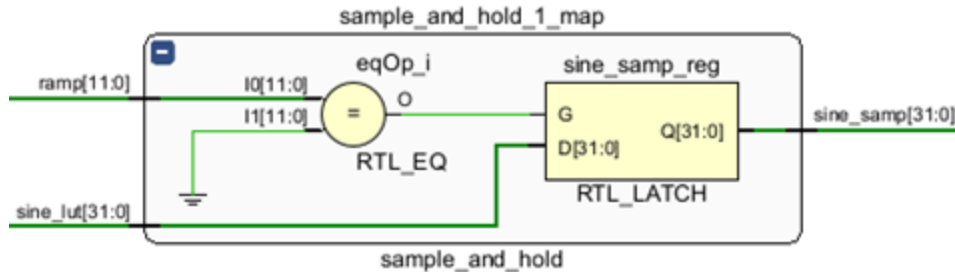 sample_and_hold_1_map
eqOp_i
sine_samp_reg
ramp[11:0]
I0[11:0]
O
I1[11:0]
=
G
sine_samp[31:0]
Q[31:0]
D[31:0]
RTL_EQ
RTL_LATCH
sine_lut[31:0]
sample_and_hold